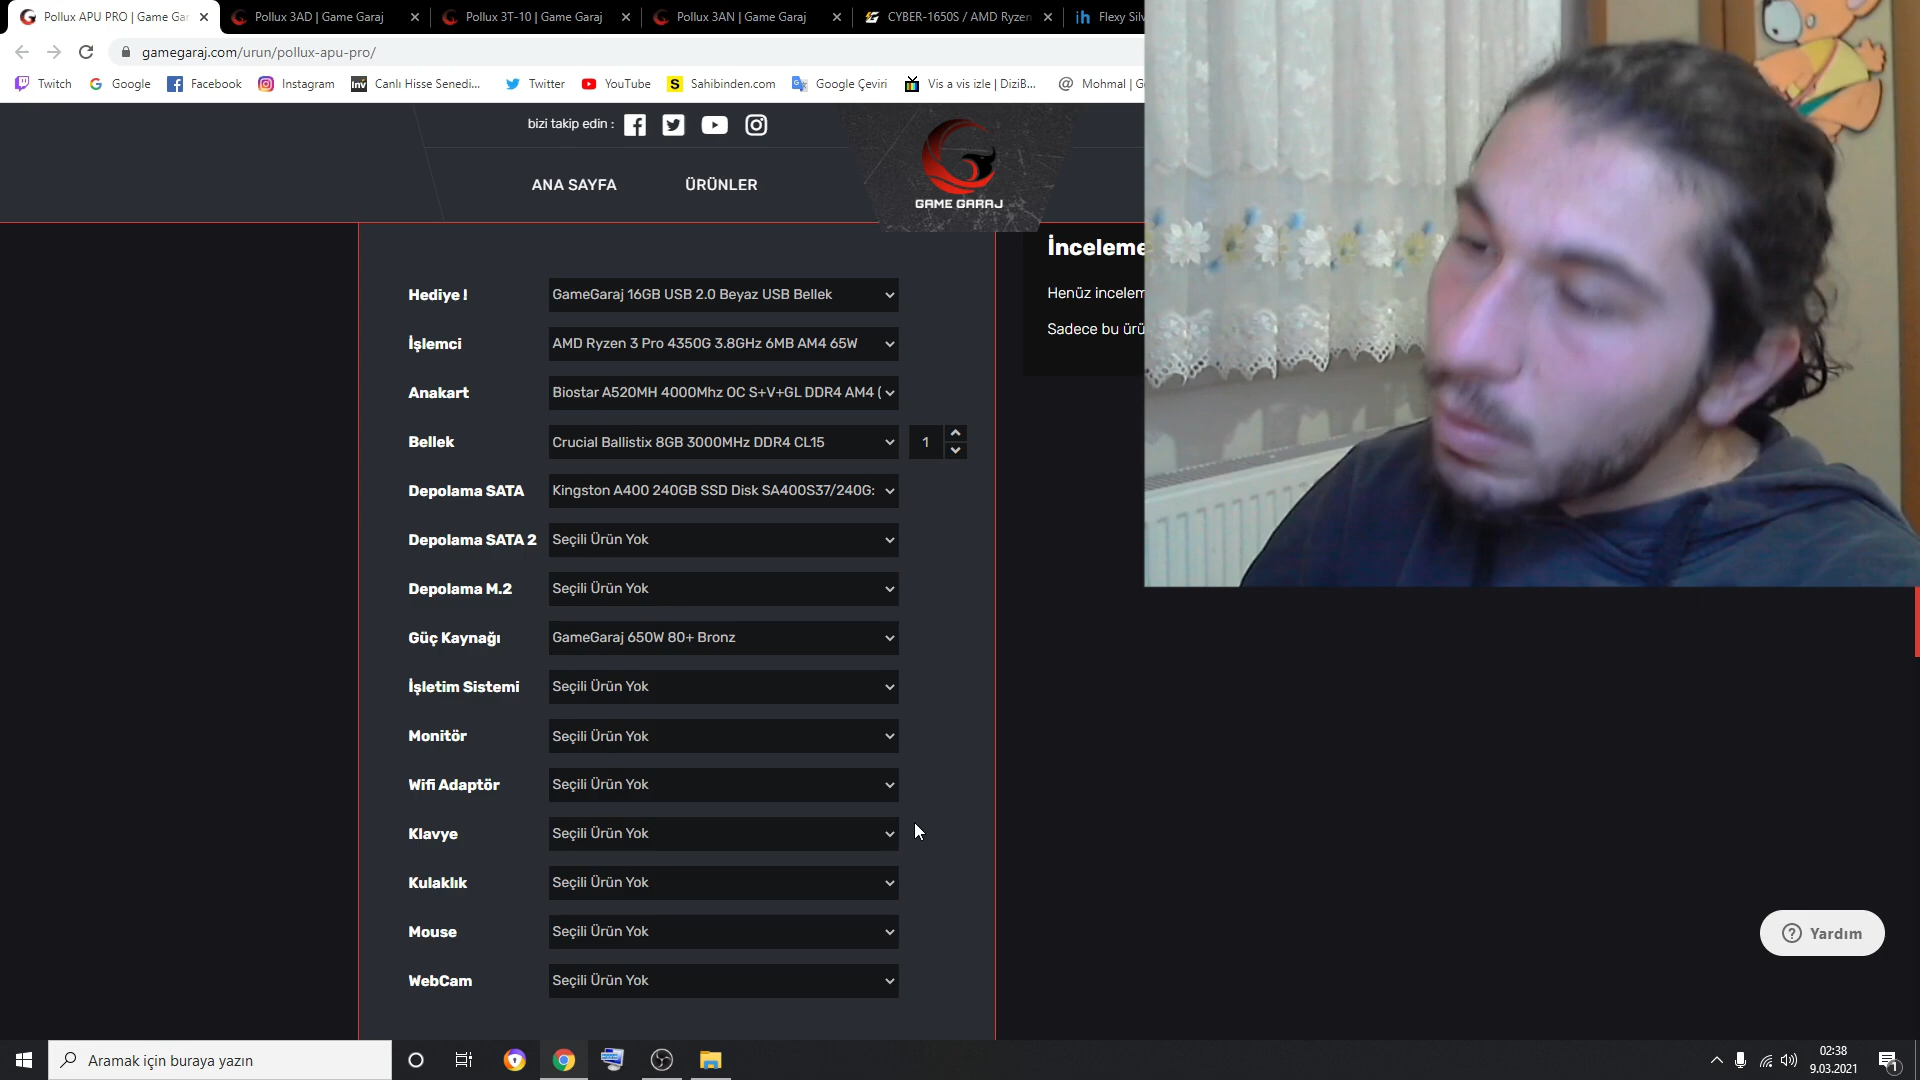 Pollux APU PRO | Game Gar
Pollux 3AD | Game Garaj
Pollux 3T-10 | Game Garaj
Pollux 3AN | Game Garaj
CYBER-1650S / AMD Ryzen
ih Flexy Silv
gamegaraj.com/urun/pollux-apu-pro/
Twitch
Google
Facebook
Instagram
Inv Canlı Hisse Senedi...
Twitter
YouTube
S Sahibinden.com
Google Çeviri
Vis a vis izle | DiziB...
@ Mohmal | G
bizi takip edin :
ANA SAYFA
ÜRÜNLER
GAME GARAJ
İnceleme
Henüz incelem
Sadece bu ürü
Hediye ! GameGaraj 16GB USB 2.0 Beyaz USB Bellek
İşlemci AMD Ryzen 3 Pro 4350G 3.8GHz 6MB AM4 65W
Anakart Biostar A520MH 4000Mhz OC S+V+GL DDR4 AM4 (
Bellek Crucial Ballistix 8GB 3000MHz DDR4 CL15 1
Depolama SATA Kingston A400 240GB SSD Disk SA400S37/240G:
Depolama SATA 2 Seçili Ürün Yok
Depolama M.2 Seçili Ürün Yok
Güç Kaynağı GameGaraj 650W 80+ Bronz
İşletim Sistemi Seçili Ürün Yok
Monitör Seçili Ürün Yok
Wifi Adaptör Seçili Ürün Yok
Klavye Seçili Ürün Yok
Kulaklık Seçili Ürün Yok
Mouse Seçili Ürün Yok
WebCam Seçili Ürün Yok
Yardım
Aramak için buraya yazın
02:38
9.03.2021
1